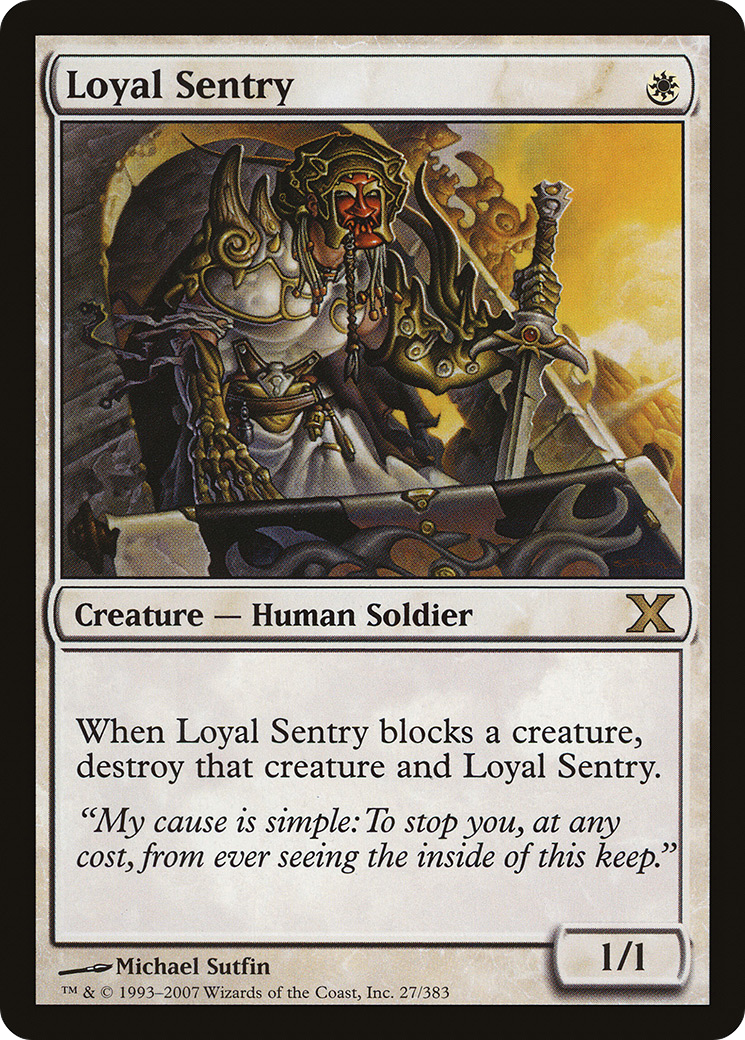 Loyal Sentry
Creature — Human Soldier
X
When Loyal Sentry blocks a creature,
destroy that creature and Loyal Sentry.
“My cause is simple: To stop you, at any
cost, from ever seeing the inside of this keep.”
1/1
Michael Sutfin
™ & © 1993–2007 Wizards of the Coast, Inc. 27/383